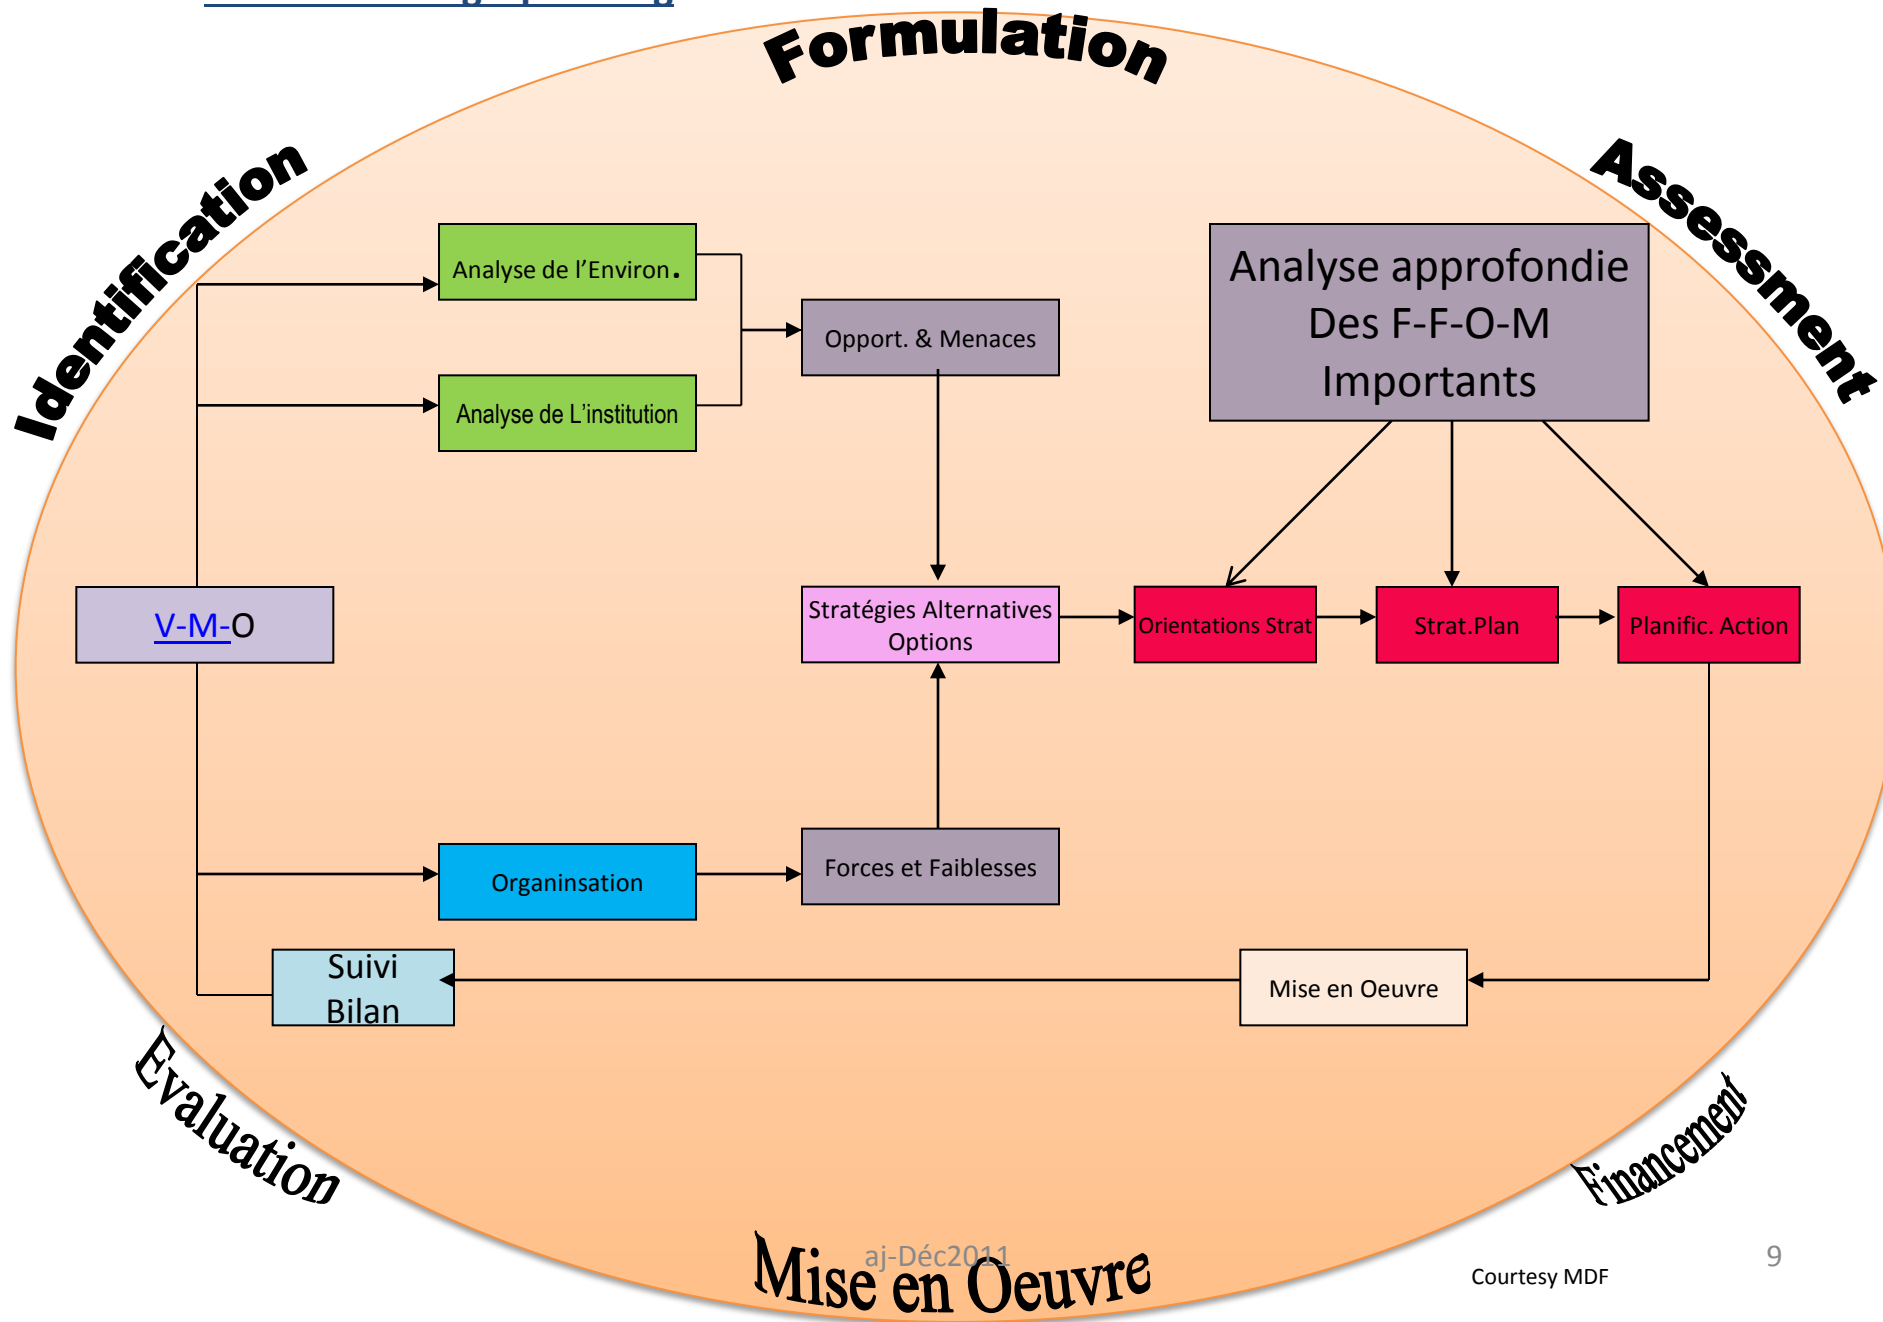 Formulation
Identification
Assessment
Analyse de l'Environ.
Opport. & Menaces
Analyse de L'institution
Analyse approfondie
Des F-F-O-M
Importants
V-M-O
Stratégies Alternatives
Options
Orientations Strat
Strat.Plan
Planific. Action
Organinsation
Forces et Faiblesses
Suivi
Bilan
Mise en Oeuvre
Evaluation
Financement
Mise en Oeuvre
aj-Déc2011
Courtesy MDF
9